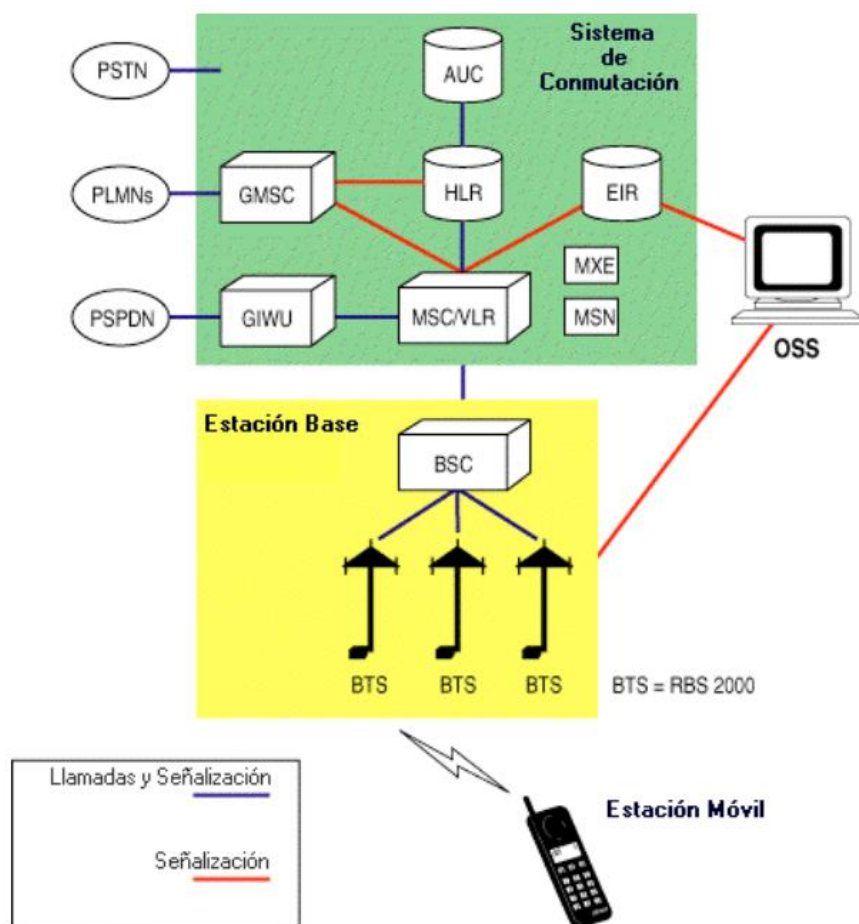 Sistema
de
Conmutación
PSTN
AUC
PLMNs
GMSC
HLR
EIR
MXE
PSPDN
GIWU
MSC/VLR
MSN
OSS
Estación Base
BSC
BTS
BTS
BTS
BTS = RBS 2000
Llamadas y Señalización
Señalización
Estación Móvil